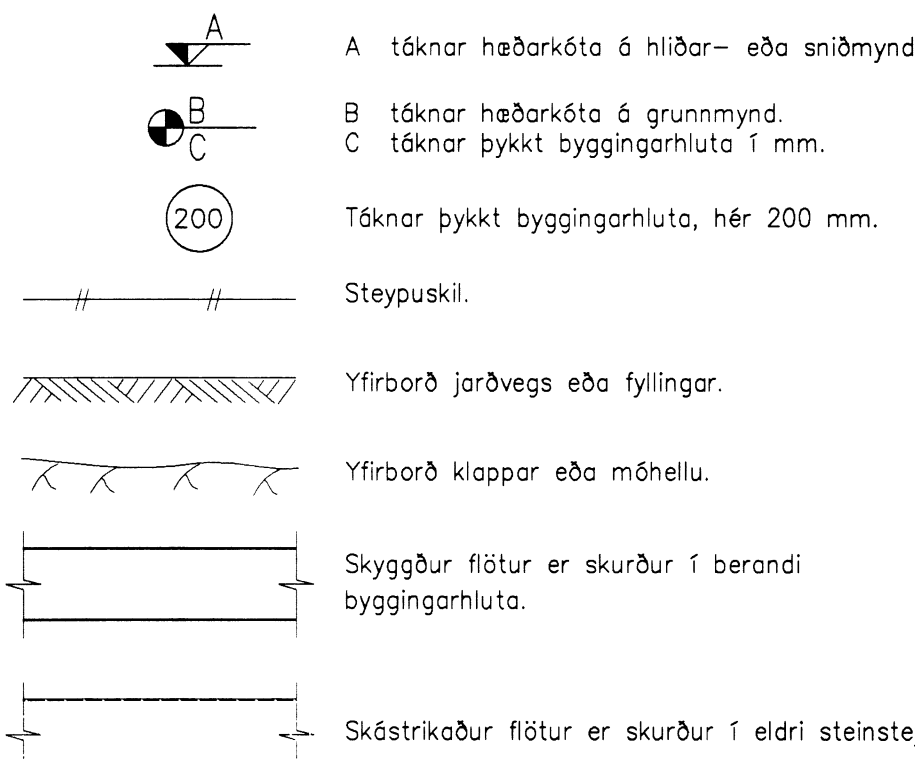 A
A táknar hæðarkóta á hliðar- eða sniðmynd
B
B táknar hæðarkóta á grunnmynd.
C
C táknar þykkt byggingarhluta í mm.
200
Táknar þykkt byggingarhluta, hér 200 mm.
Steypuskil.
Yfirborð jarðvegs eða fyllingar.
Yfirborð klappar eða móhellu.
Skyggður flötur er skurður í berandi
byggingarhluta.
Skástrikaður flötur er skurður í eldri